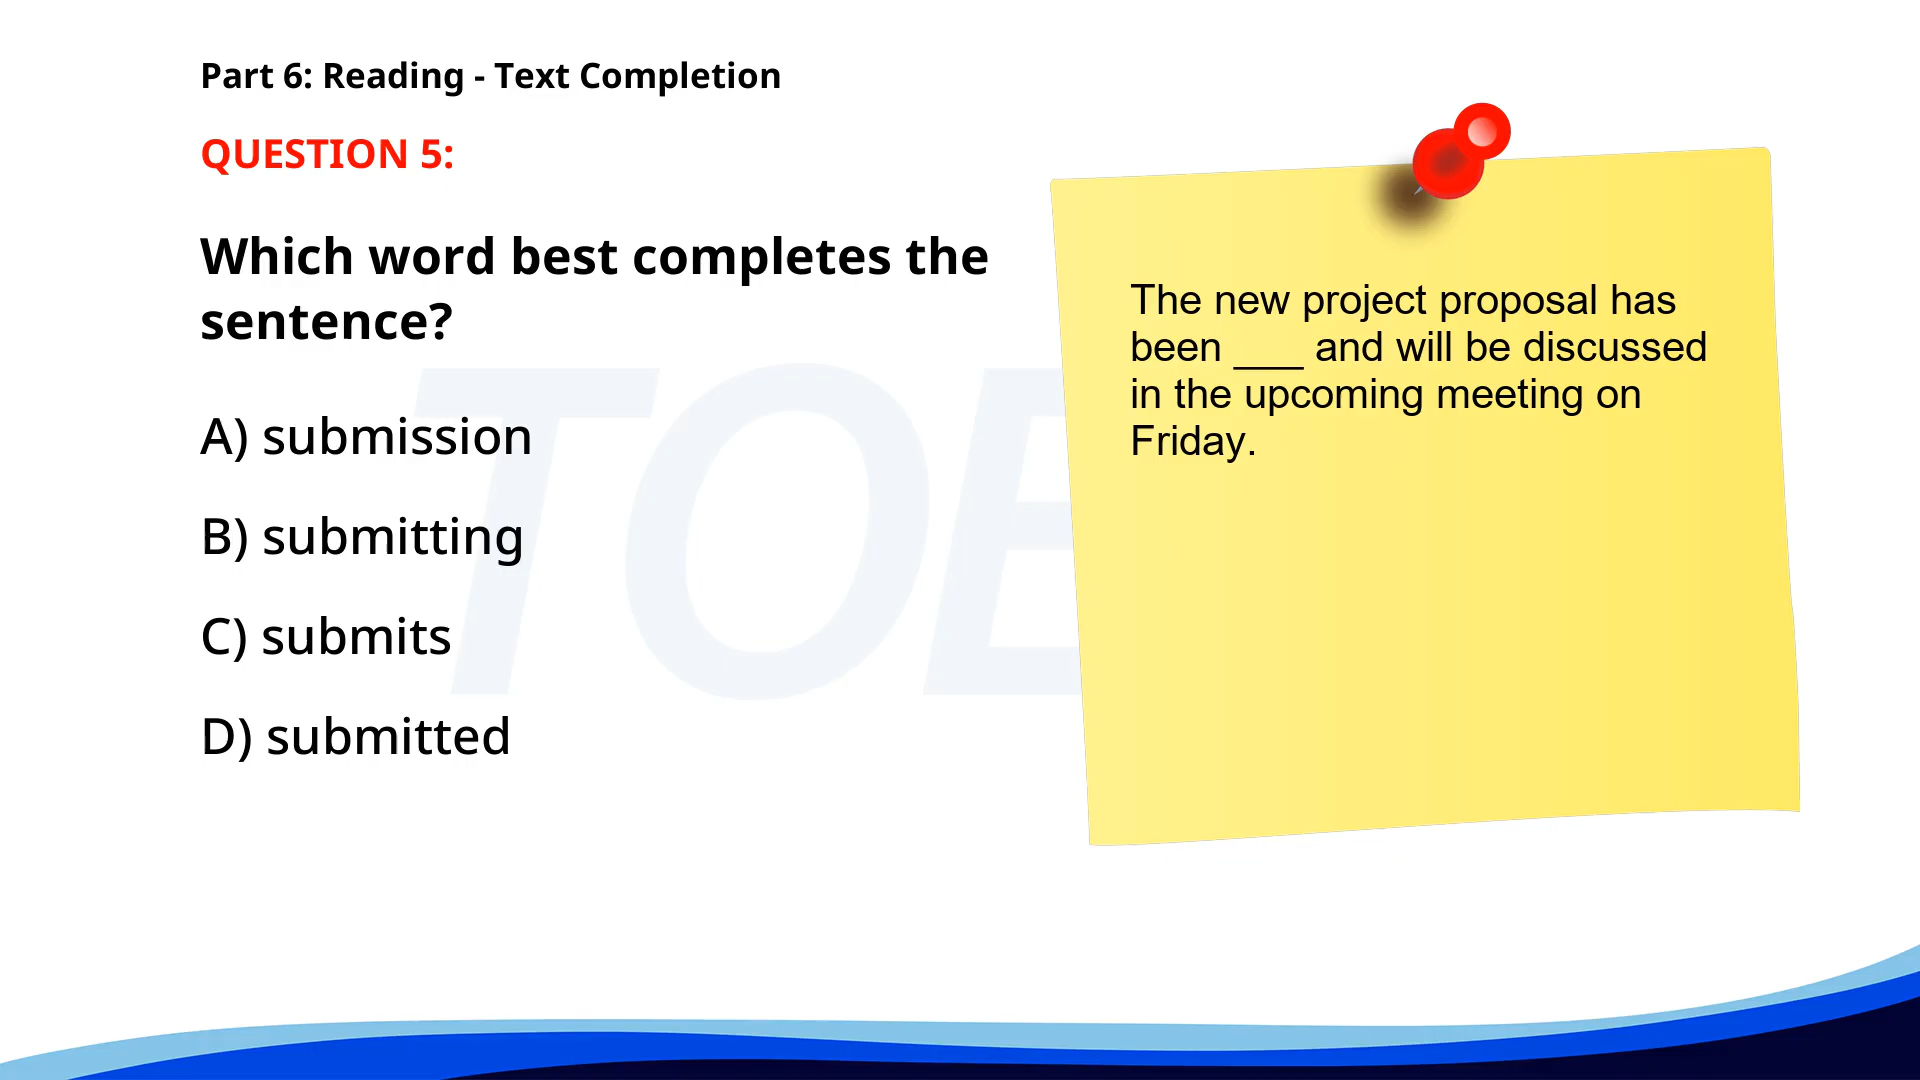 Part 6: Reading - Text Completion
QUESTION 5:
Which word best completes the
sentence?
A) submission
B) submitting
C) submits
D) submitted
The new project proposal has
been ___ and will be discussed
in the upcoming meeting on
Friday.
TOE